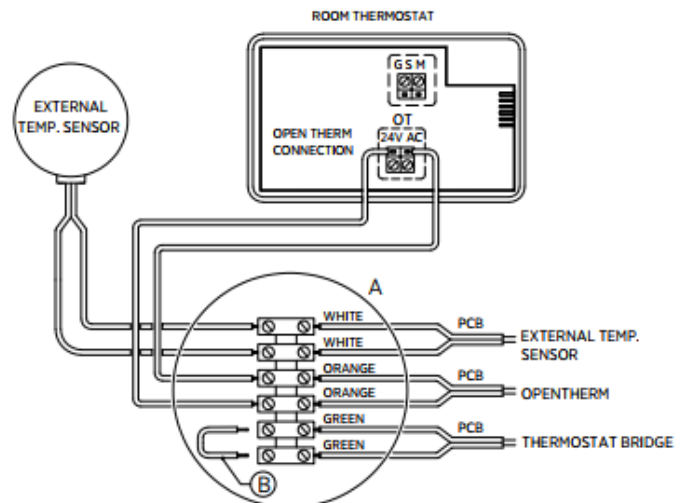 ROOM THERMOSTAT
EXTERNAL
TEMP. SENSOR
G S M
OT
24V AC
OPEN THERM
CONNECTION
A
WHITE
PCB
EXTERNAL TEMP.
SENSOR
WHITE
ORANGE
PCB
OPENTHERM
ORANGE
GREEN
PCB
THERMOSTAT BRIDGE
GREEN
B